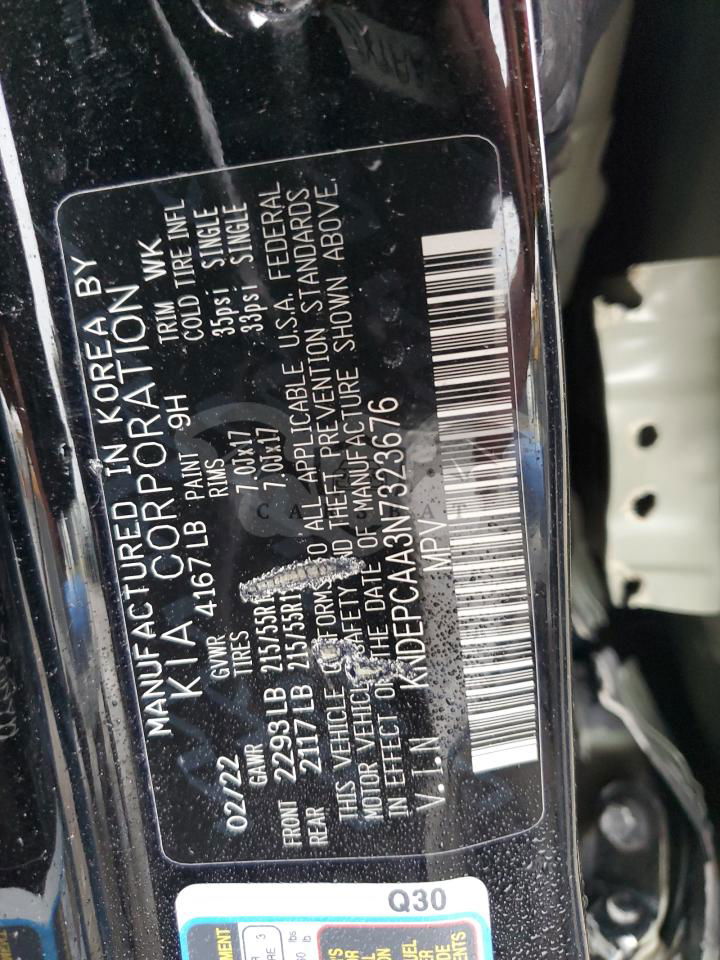 MANUFACTURED IN KOREA BY
KIA CORPORATION
02/22 GVWR 4167 LB PAINT 9H TRIM WK
GAWR TIRES RIMS COLD TIRE INFL
FRONT 2293 LB 215/55R1 7.0Jx17 35psi, SINGLE
REAR 2117 LB 215/55R1 7.0Jx17 33psi, SINGLE
THIS VEHICLE TO ALL APPLICABLE U.S.A. FEDERAL
MOTOR VEHICLE SAFETY AND THEFT PREVENTION STANDARDS
IN EFFECT ON THE DATE OF MANUFACTURE SHOWN ABOVE.
V.I.N KNDEPCAA3N7323676
MPV
Q30